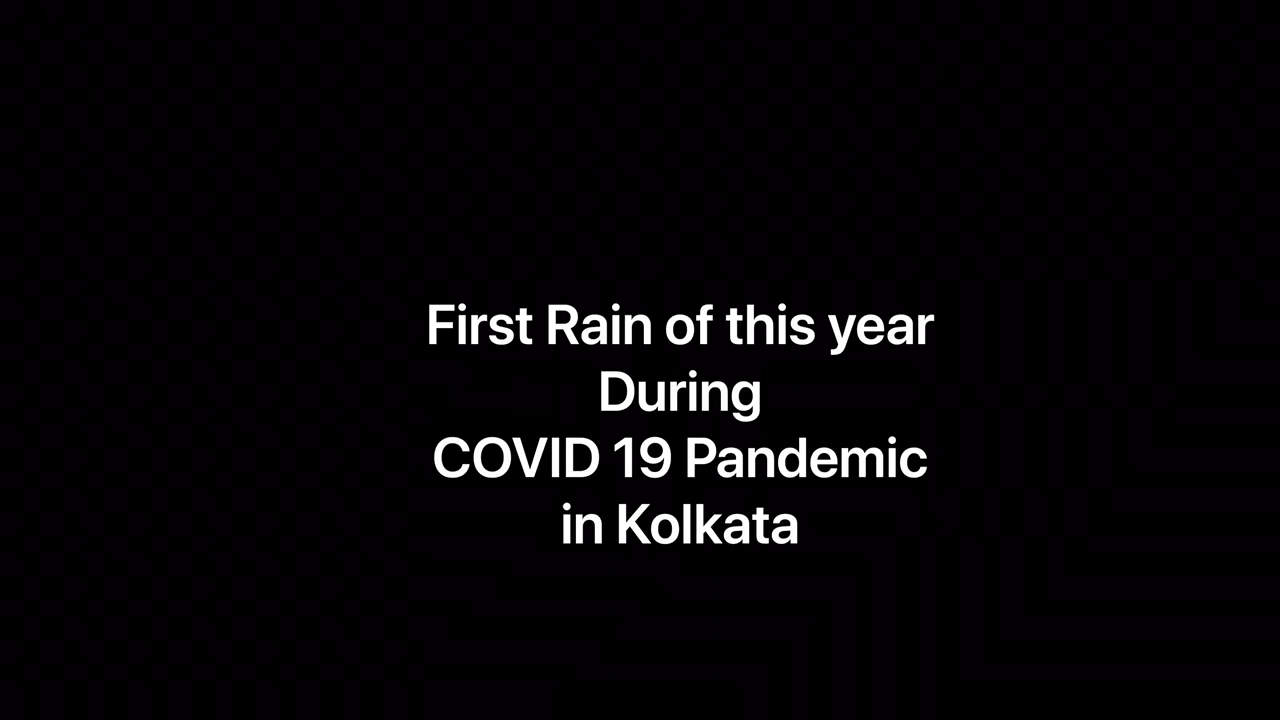 First Rain of this year
During
COVID 19 Pandemic
in Kolkata